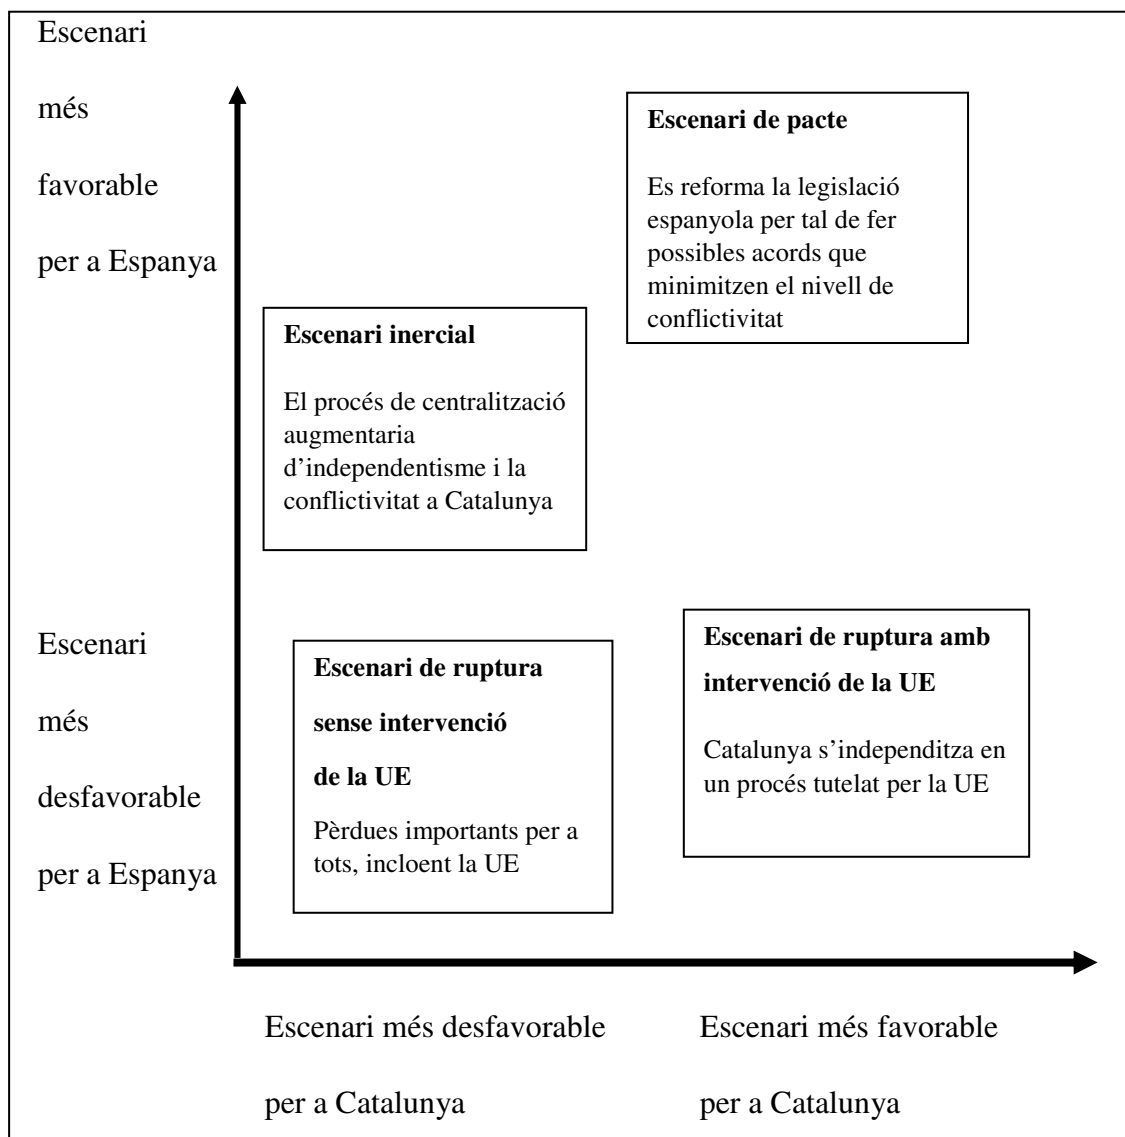 Escenari
més
favorable
per a Espanya
Escenari de pacte
Es reforma la legislació
espanyola per tal de fer
possibles acords que
minimitzen el nivell de
conflictivitat
Escenari inercial
El procés de centralització
augmentaria
d’independentisme i la
conflictivitat a Catalunya
Escenari
més
desfavorable
per a Espanya
Escenari de ruptura
sense intervenció
de la UE
Pèrdues importants per a
tots, incloent la UE
Escenari de ruptura amb
intervenció de la UE
Catalunya s’independitza en
un procés tutelat per la UE
Escenari més desfavorable
per a Catalunya
Escenari més favorable
per a Catalunya